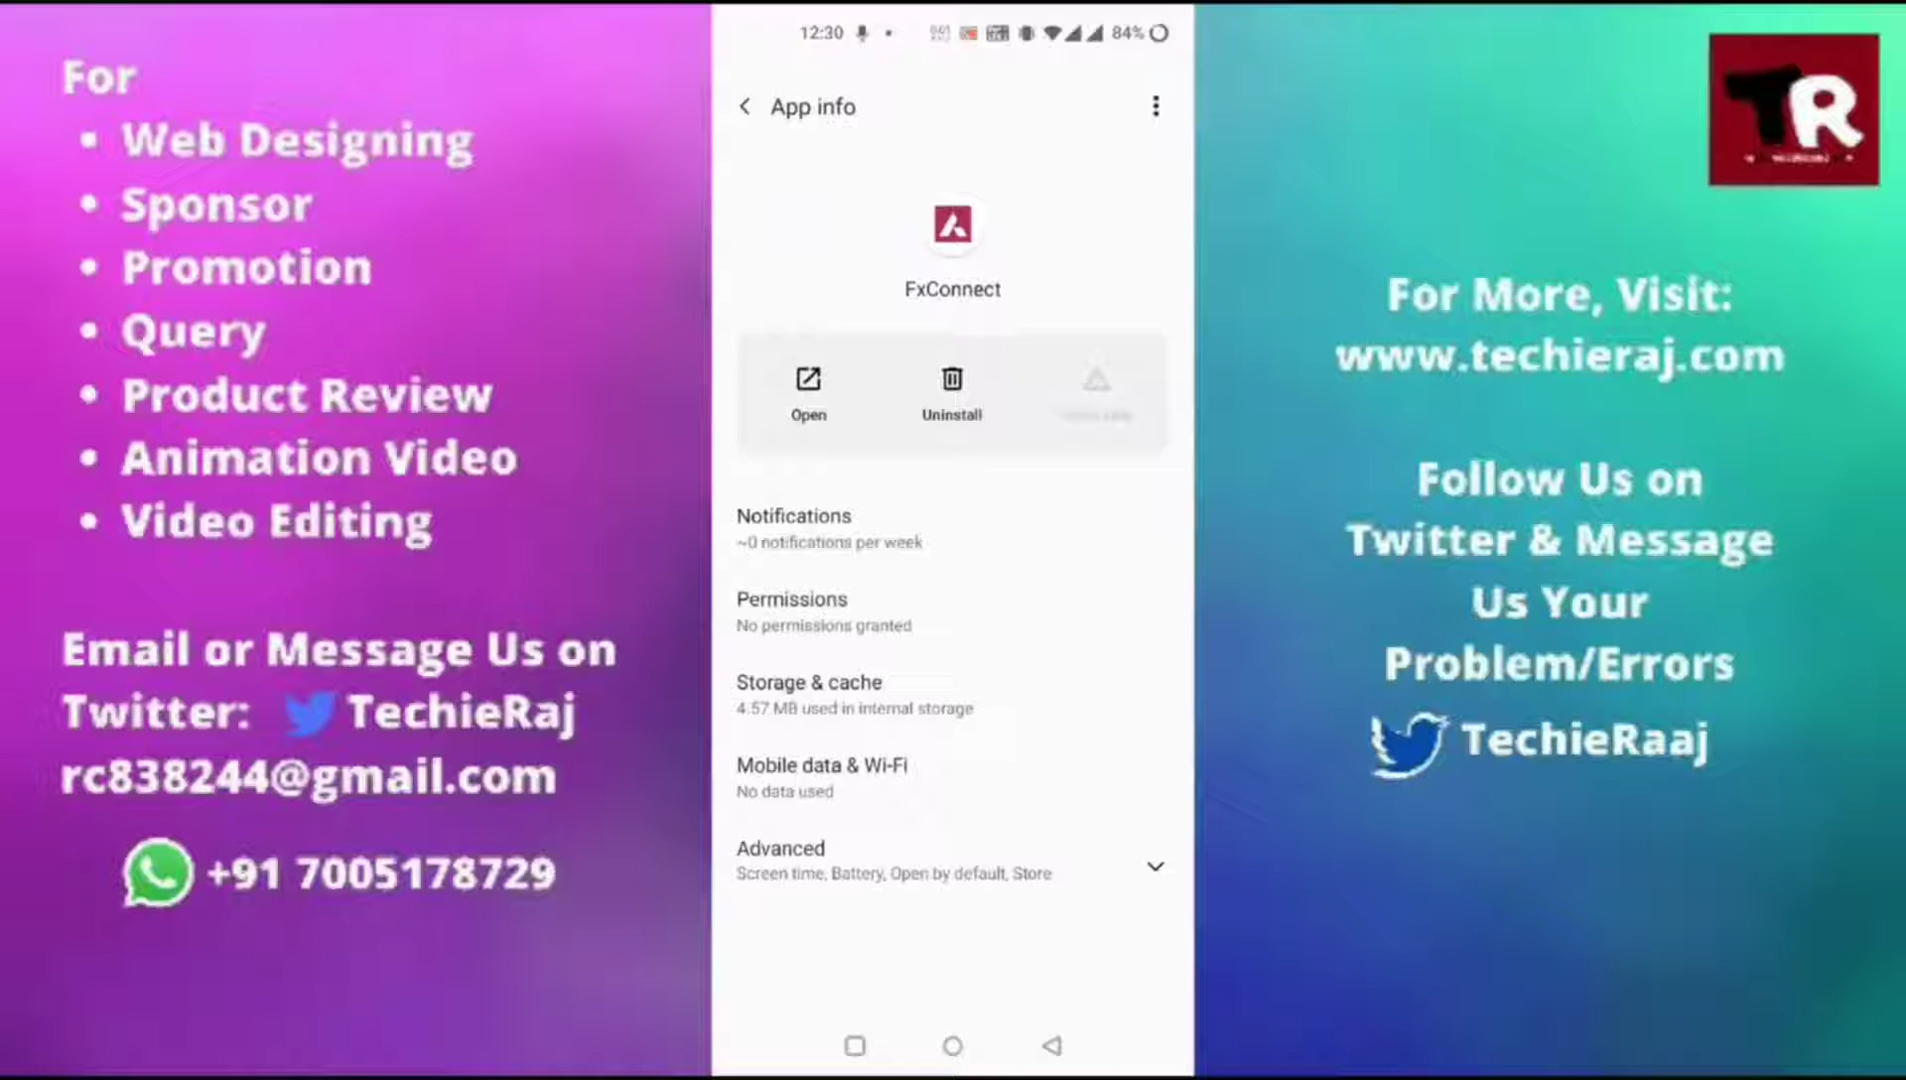 For
• Web Designing
• Sponsor
• Promotion
• Query
• Product Review
• Animation Video
• Video Editing
Email or Message Us on
Twitter: TechieRaj
rc838244@gmail.com
+91 7005178729
12:30
84%
App info
FxConnect
Open
Uninstall
Notifications
~0 notifications per week
Permissions
No permissions granted
Storage & cache
4.57 MB used in internal storage
Mobile data & Wi-Fi
No data used
Advanced
Screen time, Battery, Open by default, Store
TR
For More, Visit:
www.techieraj.com
Follow Us on
Twitter & Message
Us Your
Problem/Errors
TechieRaaj